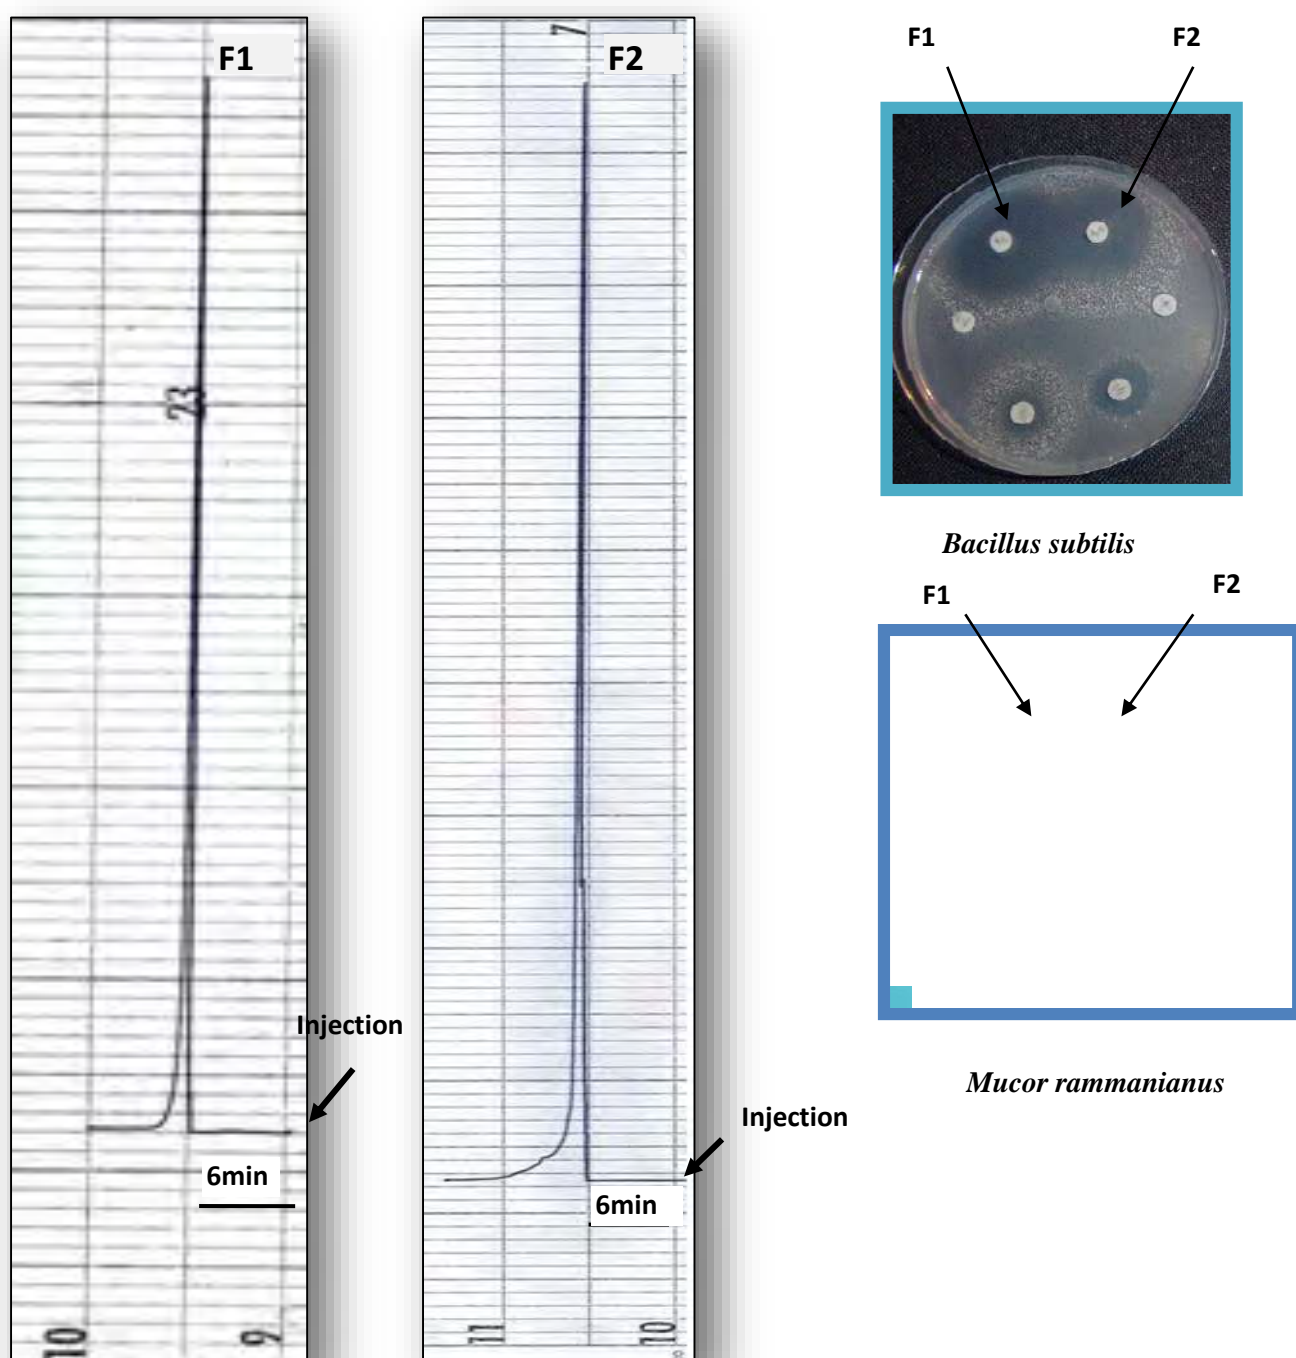 F1
23
Injection
6min
10
9
7
F2
Injection
6min
11
10
F1
F2
Bacillus subtilis
F1
F2
Mucor rammanianus